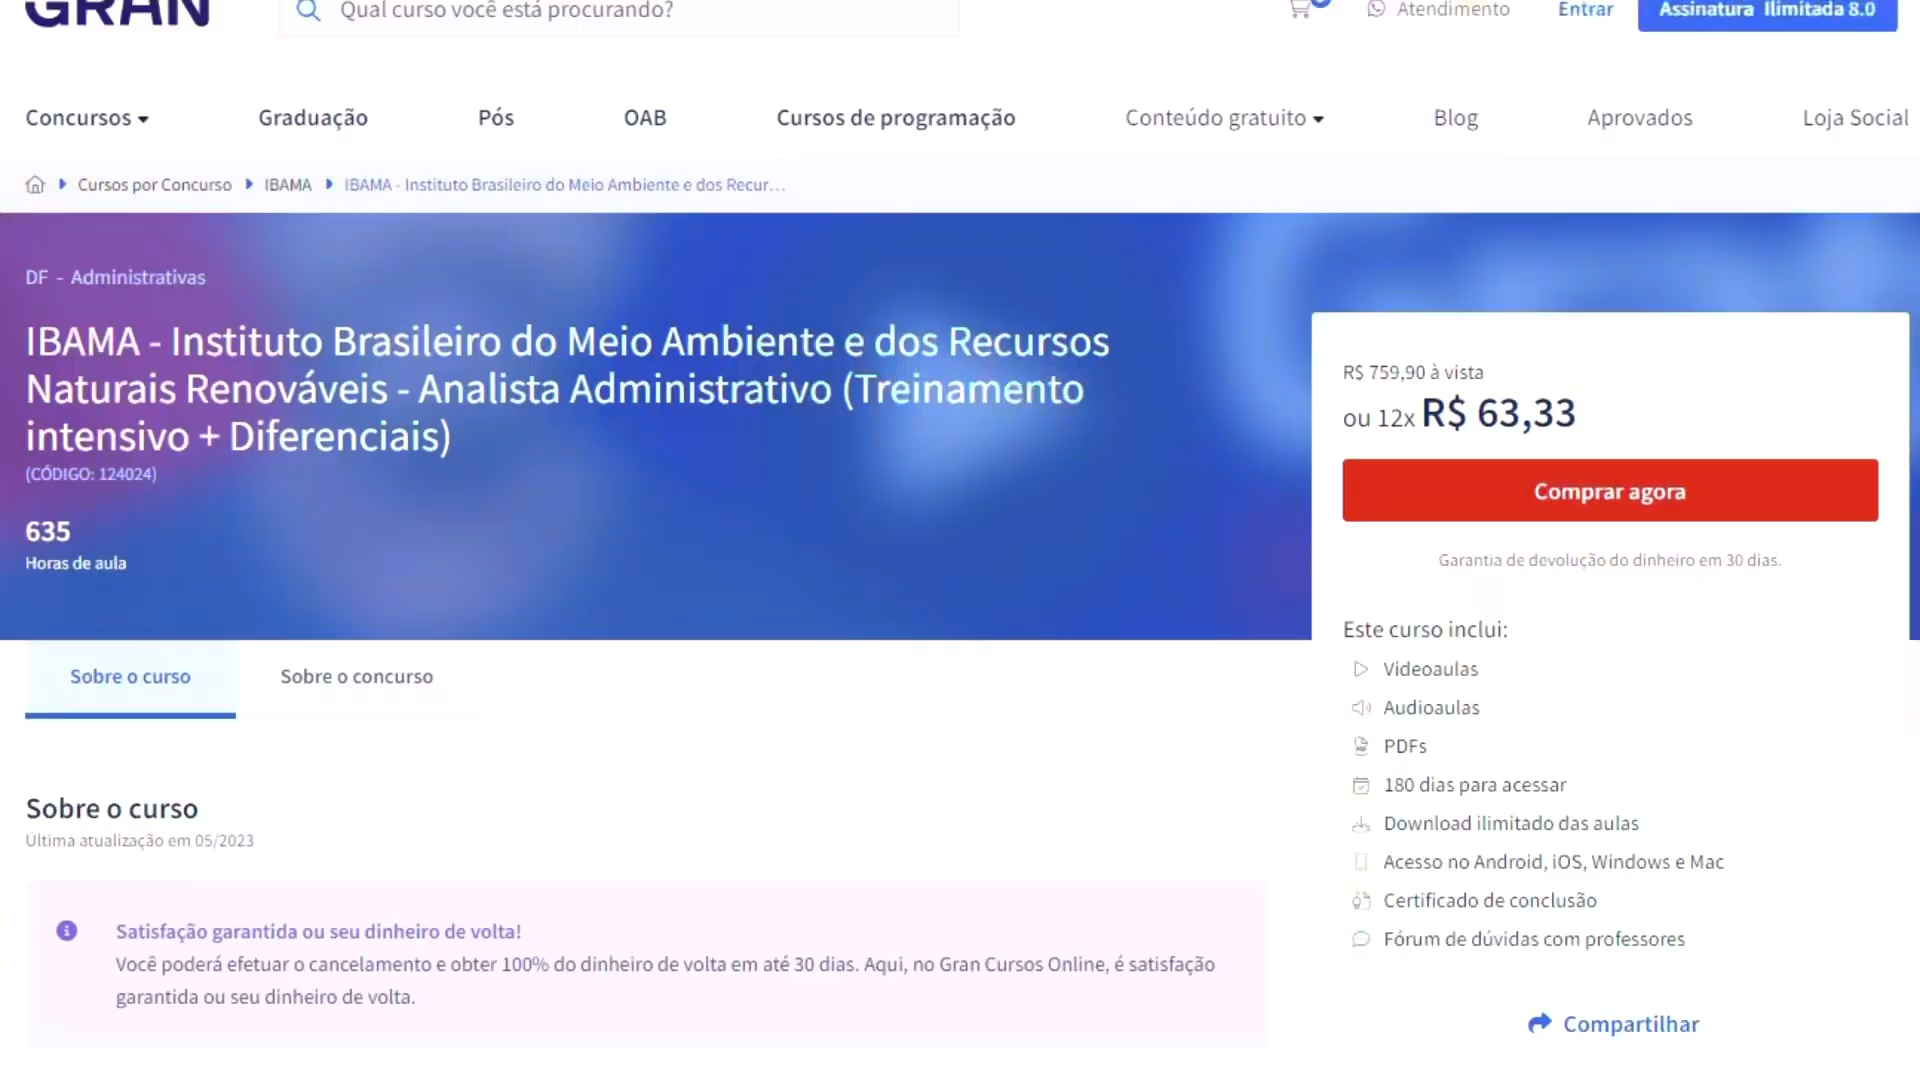 GRAN
Qual curso você está procurando?
Atendimento
Entrar
Assinatura Ilimitada 8.0
Concursos
Graduação
Pós
OAB
Cursos de programação
Conteúdo gratuito
Blog
Aprovados
Loja Social
Cursos por Concurso
IBAMA
IBAMA - Instituto Brasileiro do Meio Ambiente e dos Recur...
DF - Administrativas
IBAMA - Instituto Brasileiro do Meio Ambiente e dos Recursos
Naturais Renováveis - Analista Administrativo (Treinamento
intensivo + Diferenciais)
(CÓDIGO: 124024)
635
Horas de aula
R$ 759,90 à vista
ou 12x R$ 63,33
Comprar agora
Garantia de devolução do dinheiro em 30 dias.
Este curso inclui:
Videoaulas
Audioaulas
PDFs
180 dias para acessar
Download ilimitado das aulas
Acesso no Android, iOS, Windows e Mac
Certificado de conclusão
Fórum de dúvidas com professores
Compartilhar
Sobre o curso
Sobre o concurso
Sobre o curso
Última atualização em 05/2023
Satisfação garantida ou seu dinheiro de volta!
Você poderá efetuar o cancelamento e obter 100% do dinheiro de volta em até 30 dias. Aqui, no Gran Cursos Online, é satisfação
garantida ou seu dinheiro de volta.